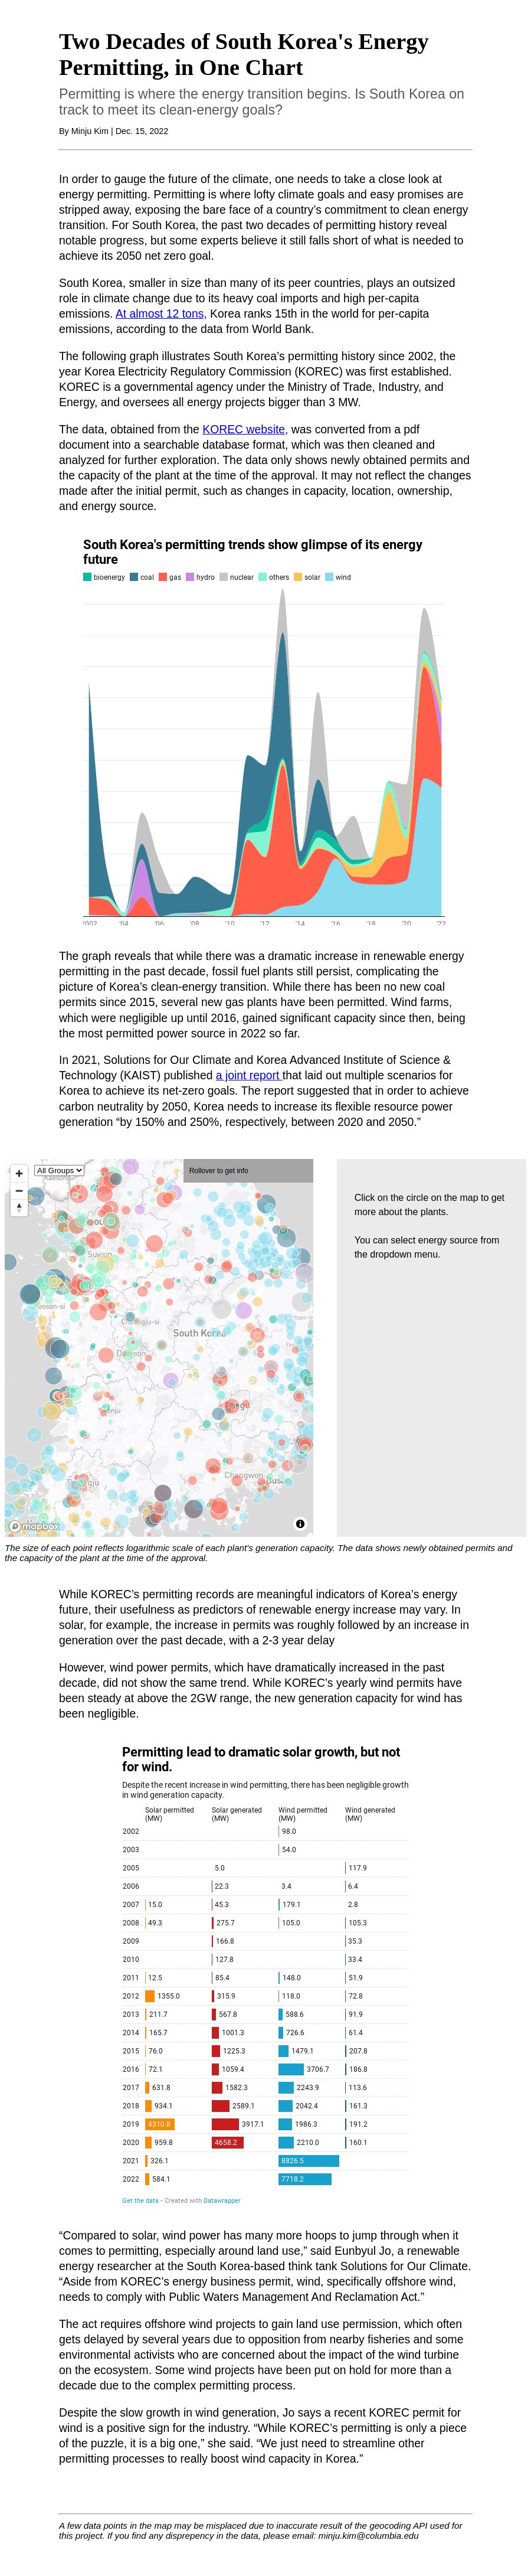 Two Decades of South Korea's Energy
Permitting, in One Chart
Permitting is where the energy transition begins. Is South Korea on
track to meet its clean-energy goals?
By Minju Kim | Dec. 15, 2022
In order to gauge the future of the climate, one needs to take a close look at
energy permitting. Permitting is where lofty climate goals and easy promises are
stripped away, exposing the bare face of a country's commitment to clean energy
transition. For South Korea, the past two decades of permitting history reveal
notable progress, but some experts believe it still falls short of what is needed to
achieve its 2050 net zero goal.
South Korea, smaller in size than many of its peer countries, plays an outsized
role in climate change due to its heavy coal imports and high per-capita
emissions. At almost 12 tons, Korea ranks 15th in the world for per-capita
emissions, according to the data from World Bank.
The following graph illustrates South Korea's permitting history since 2002, the
year Korea Electricity Regulatory Commission (KOREC) was first established.
KOREC is a governmental agency under the Ministry of Trade, Industry, and
Energy, and oversees all energy projects bigger than 3 MW.
The data, obtained from the KOREC website, was converted from a pdf
document into a searchable database format, which was then cleaned and
analyzed for further exploration. The data only shows newly obtained permits and
the capacity of the plant at the time of the approval. It may not reflect the changes
made after the initial permit, such as changes in capacity, location, ownership,
and energy source.
South Korea's permitting trends show glimpse of its energy
future
bioenergy coal gas hydro nuclear others solar wind
'04 '06 '08 '10 '12 '14 '16 '18 '20 '22
The graph reveals that while there was a dramatic increase in renewable energy
permitting in the past decade, fossil fuel plants still persist, complicating the
picture of Korea's clean-energy transition. While there has been no new coal
permits since 2015, several new gas plants have been permitted. Wind farms,
which were negligible up until 2016, gained significant capacity since then, being
the most permitted power source in 2022 so far.
In 2021, Solutions for Our Climate and Korea Advanced Institute of Science &
Technology (KAIST) published a joint report that laid out multiple scenarios for
Korea to achieve its net-zero goals. The report suggested that in order to achieve
carbon neutrality by 2050, Korea needs to increase its flexible resource power
generation “by 150% and 250%, respectively, between 2020 and 2050.”
All Groups
Rollover to get info
Suwon
South Korea
Changwon
mapbox
Click on the circle on the map to get
more about the plants.
You can select energy source from
the dropdown menu.
The size of each point reflects logarithmic scale of each plant's generation capacity. The data shows newly obtained permits and
the capacity of the plant at the time of the approval.
While KOREC's permitting records are meaningful indicators of Korea's energy
future, their usefulness as predictors of renewable energy increase may vary. In
solar, for example, the increase in permits was roughly followed by an increase in
generation over the past decade, with a 2-3 year delay
However, wind power permits, which have dramatically increased in the past
decade, did not show the same trend. While KOREC's yearly wind permits have
been steady at above the 2GW range, the new generation capacity for wind has
been negligible.
Permitting lead to dramatic solar growth, but not
for wind.
Despite the recent increase in wind permitting, there has been negligible growth
in wind generation capacity.
Solar permitted (MW) Solar generated (MW) Wind permitted (MW) Wind generated (MW)
2002 98.0
2003 54.0
2005 5.0 117.9
2006 22.3 3.4 6.4
2007 15.0 45.3 179.1 2.8
2008 49.3 275.7 105.0 105.3
2009 166.8 35.3
2010 127.8 33.4
2011 12.5 85.4 148.0 51.9
2012 1355.0 315.9 118.0 72.8
2013 211.7 567.8 588.6 91.9
2014 165.7 1001.3 726.6 61.4
2015 76.0 1225.3 1479.1 207.8
2016 72.1 1059.4 3706.7 186.8
2017 631.8 1582.3 2243.9 113.6
2018 934.1 2589.1 2042.4 161.3
2019 4310.8 3917.1 1986.3 191.2
2020 959.8 4658.2 2210.0 160.1
2021 326.1 8826.5
2022 584.1 7718.2
Get the data • Created with Datawrapper
“Compared to solar, wind power has many more hoops to jump through when it
comes to permitting, especially around land use,” said Eunbyul Jo, a renewable
energy researcher at the South Korea-based think tank Solutions for Our Climate.
“Aside from KOREC's energy business permit, wind, specifically offshore wind,
needs to comply with Public Waters Management And Reclamation Act.”
The act requires offshore wind projects to gain land use permission, which often
gets delayed by several years due to opposition from nearby fisheries and some
environmental activists who are concerned about the impact of the wind turbine
on the ecosystem. Some wind projects have been put on hold for more than a
decade due to the complex permitting process.
Despite the slow growth in wind generation, Jo says a recent KOREC permit for
wind is a positive sign for the industry. “While KOREC's permitting is only a piece
of the puzzle, it is a big one,” she said. “We just need to streamline other
permitting processes to really boost wind capacity in Korea.”
A few data points in the map may be misplaced due to inaccurate result of the geocoding API used for
this project. If you find any disprepency in the data, please email: minju.kim@columbia.edu